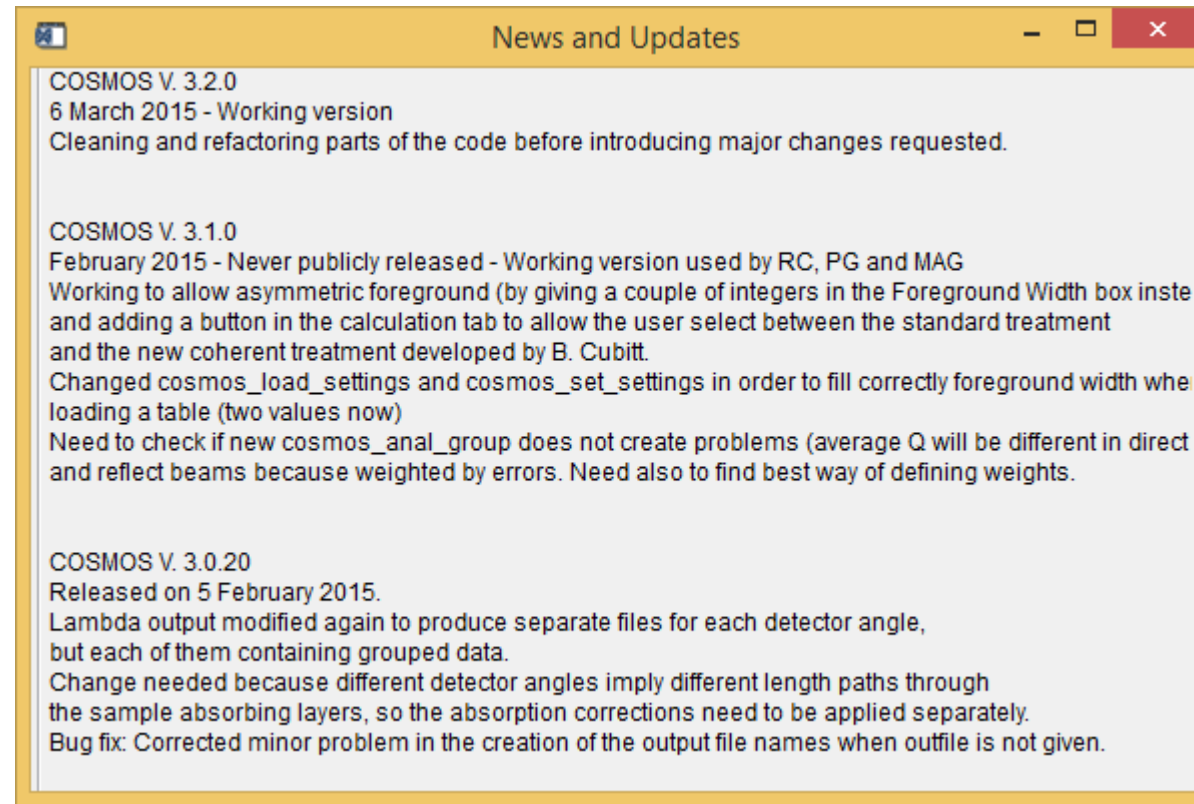 News and Updates
COSMOS V. 3.2.0
6 March 2015 - Working version
Cleaning and refactoring parts of the code before introducing major changes requested.
COSMOS V. 3.1.0
February 2015 - Never publicly released - Working version used by RC, PG and MAG
Working to allow asymmetric foreground (by giving a couple of integers in the Foreground Width box inste
and adding a button in the calculation tab to allow the user select between the standard treatment
and the new coherent treatment developed by B. Cubitt.
Changed cosmos_load_settings and cosmos_set_settings in order to fill correctly foreground width whe
loading a table (two values now)
Need to check if new cosmos_anal_group does not create problems (average Q will be different in direct
and reflect beams because weighted by errors. Need also to find best way of defining weights.
COSMOS V. 3.0.20
Released on 5 February 2015.
Lambda output modified again to produce separate files for each detector angle,
but each of them containing grouped data.
Change needed because different detector angles imply different length paths through
the sample absorbing layers, so the absorption corrections need to be applied separately.
Bug fix: Corrected minor problem in the creation of the output file names when outfile is not given.